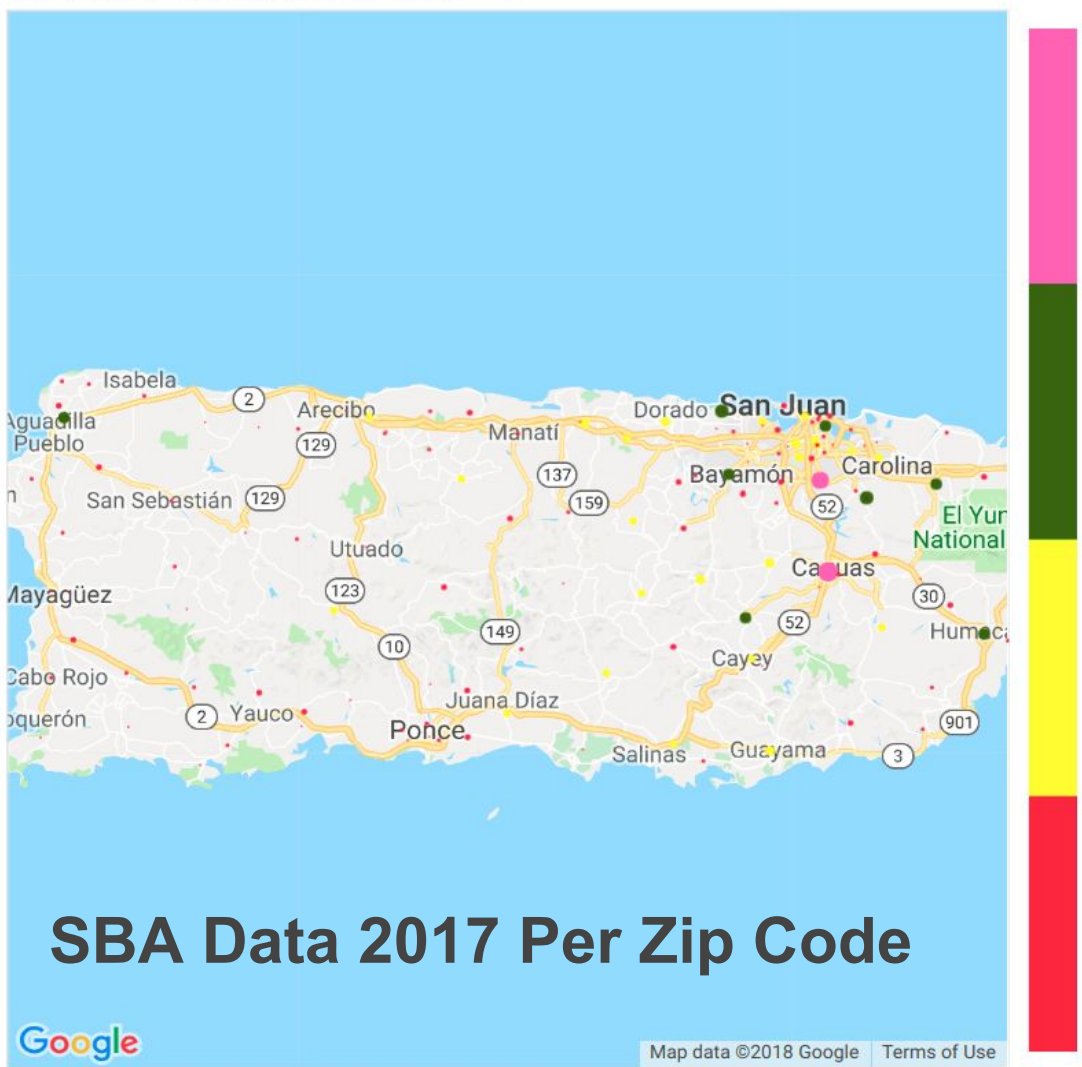 Isabela
2
Arecibo
Dorado
San Juan
Aguadilla
Pueblo
129
Manatí
Bayamón
Carolina
137
San Sebastián
129
159
52
El Yun
National
Utuado
Caguas
Mayagüez
123
30
52
149
Humaca
10
Cayey
Cabo Rojo
Juana Díaz
oquerón
2
Yauco
Ponce
901
Salinas
Guayama
3
SBA Data 2017 Per Zip Code
Google
Map data ©2018 Google
Terms of Use